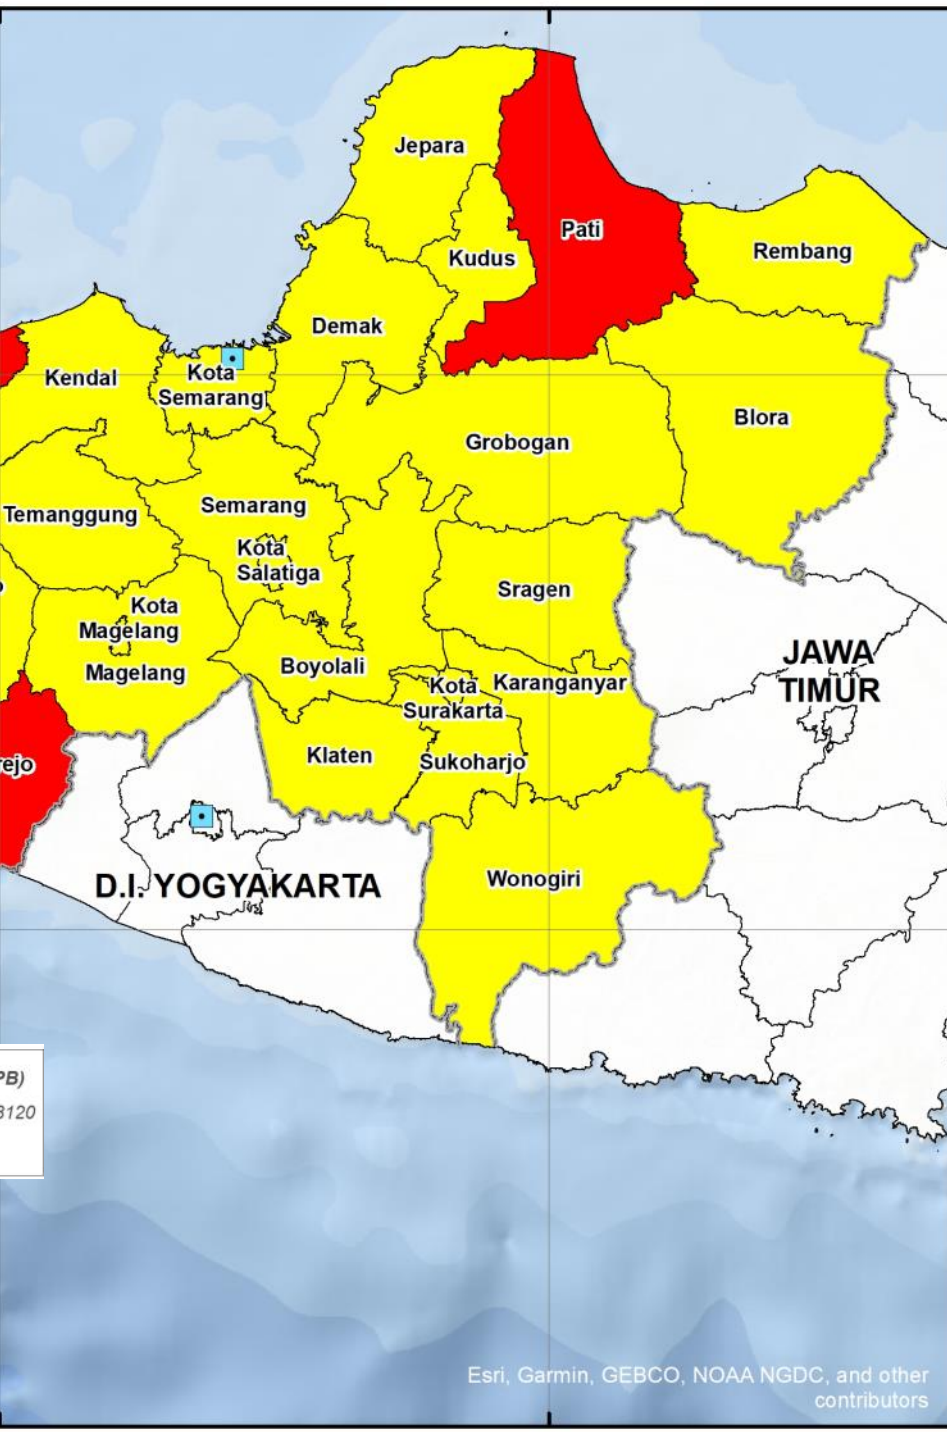 Jepara
Pati
Kudus
Rembang
Demak
Kendal
Kota
Semarang
Blora
Grobogan
Temanggung
Semarang
Kota
Salatiga
Sragen
Kota
Magelang
Magelang
Boyolali
JAWA
TIMUR
Kota
Surakarta
Karanganyar
Klaten
Sukoharjo
rejo
D.I. YOGYAKARTA
Wonogiri
PB)
3120
Esri, Garmin, GEBCO, NOAA NGDC, and other
contributors